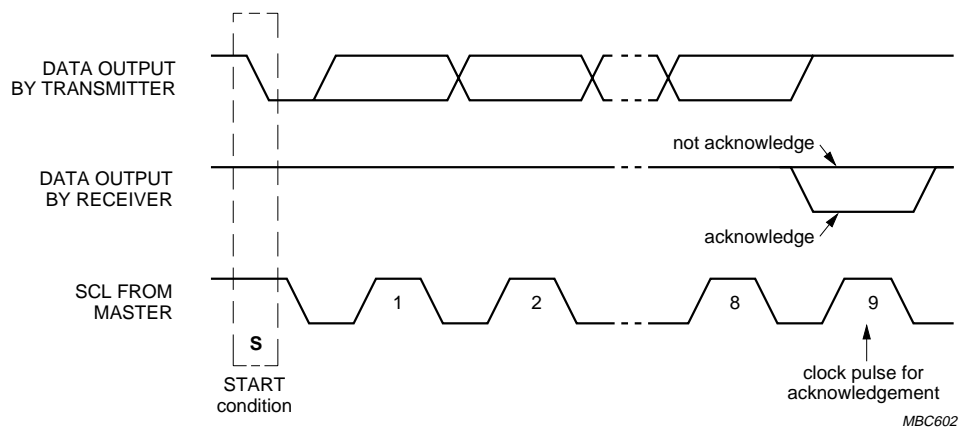 DATA OUTPUT
BY TRANSMITTER
not acknowledge
DATA OUTPUT
BY RECEIVER
acknowledge
SCL FROM
MASTER
1
2
8
9
S
START
condition
clock pulse for
acknowledgement
MBC602